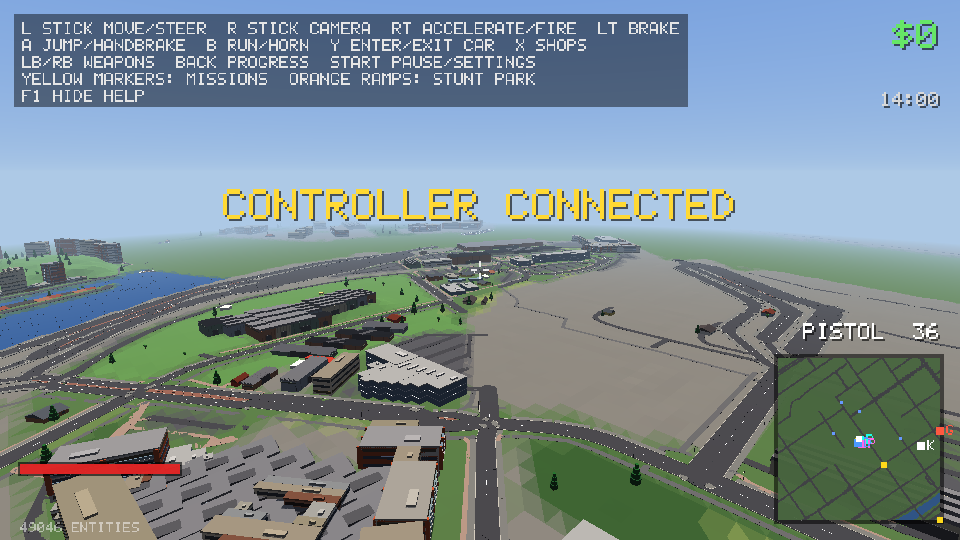 L STICK MOVE/STEER  R STICK CAMERA  RT ACCELERATE/FIRE  LT BRAKE
A JUMP/HANDBRAKE  B RUN/HORN  Y ENTER/EXIT CAR  X SHOPS
LB/RB WEAPONS  BACK PROGRESS  START PAUSE/SETTINGS
YELLOW MARKERS: MISSIONS  ORANGE RAMPS: STUNT PARK
F1 HIDE HELP
$0
14:00
CONTROLLER CONNECTED
PISTOL  36
K
49046 ENTITIES